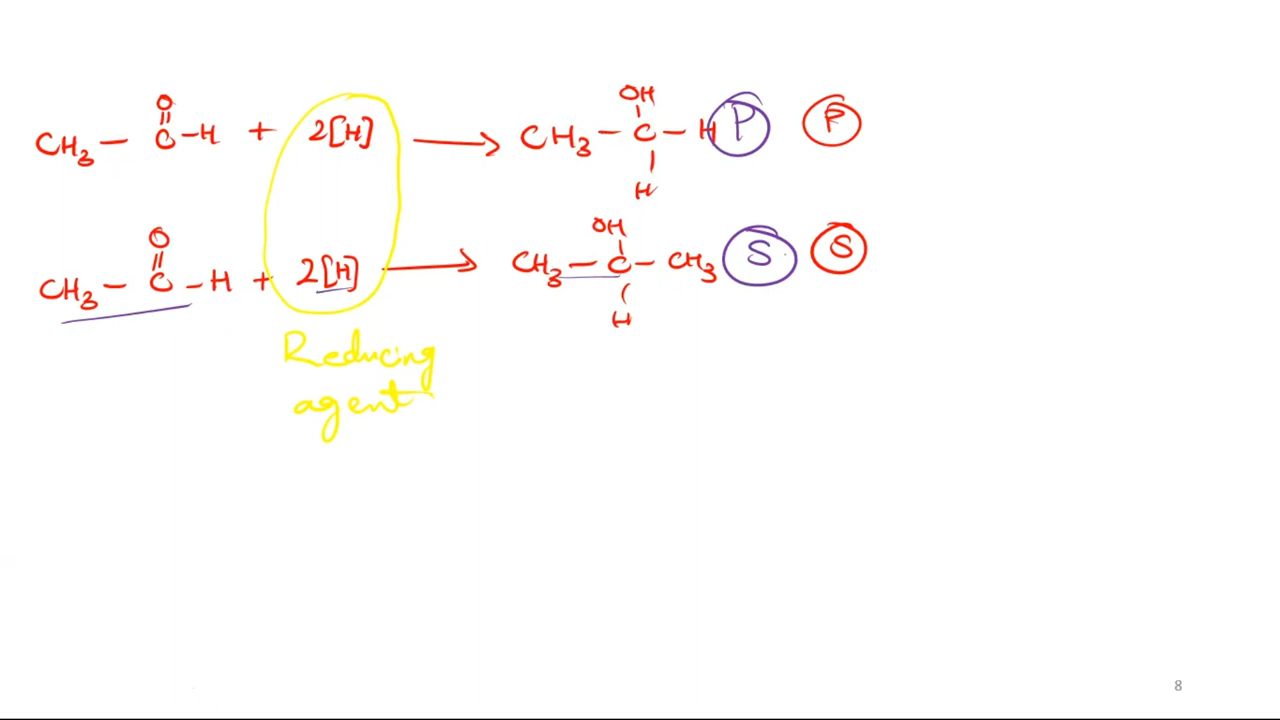 O OH
CH3 — C — H + 2[H] ⟶ CH3 — C — H P P
H
O OH
CH3 — C — H + 2[H] ⟶ CH3 — C — CH3 S S
H
Reducing
agent
8